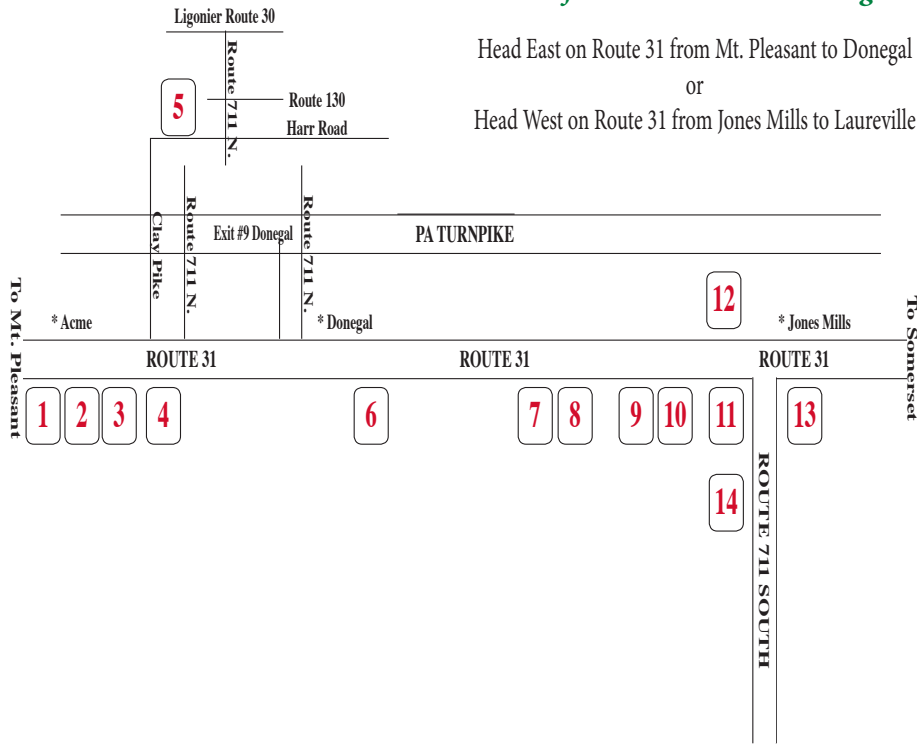 Ligonier Route 30
Head East on Route 31 from Mt. Pleasant to Donegal
or
Head West on Route 31 from Jones Mills to Laureville
Route 711 N.
5
Route 130
Harr Road
Clay Pike
Route 711 N.
Exit #9 Donegal
Route 711 N.
PA TURNPIKE
12
To Mt. Pleasant
* Acme
* Donegal
* Jones Mills
To Somerset
ROUTE 31
ROUTE 31
ROUTE 31
1 2 3 4 6 7 8 9 10 11 13
14
ROUTE 711 SOUTH